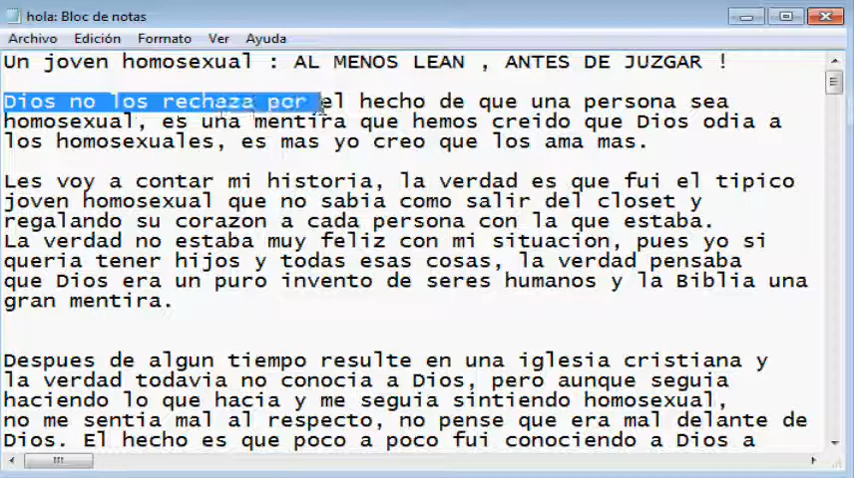 hola: Bloc de notas
Archivo Edición Formato Ver Ayuda
Un joven homosexual : AL MENOS LEAN , ANTES DE JUZGAR !
Dios no los rechaza por el hecho de que una persona sea
homosexual, es una mentira que hemos creido que Dios odia a
los homosexuales, es mas yo creo que los ama mas.
Les voy a contar mi historia, la verdad es que fui el tipico
joven homosexual que no sabia como salir del closet y
regalando su corazon a cada persona con la que estaba.
La verdad no estaba muy feliz con mi situacion, pues yo si
queria tener hijos y todas esas cosas, la verdad pensaba
que Dios era un puro invento de seres humanos y la Biblia una
gran mentira.
Despues de algun tiempo resulte en una iglesia cristiana y
la verdad todavia no conocia a Dios, pero aunque seguia
haciendo lo que hacia y me seguia sintiendo homosexual,
no me sentia mal al respecto, no pense que era mal delante de
Dios. El hecho es que poco a poco fui conociendo a Dios a